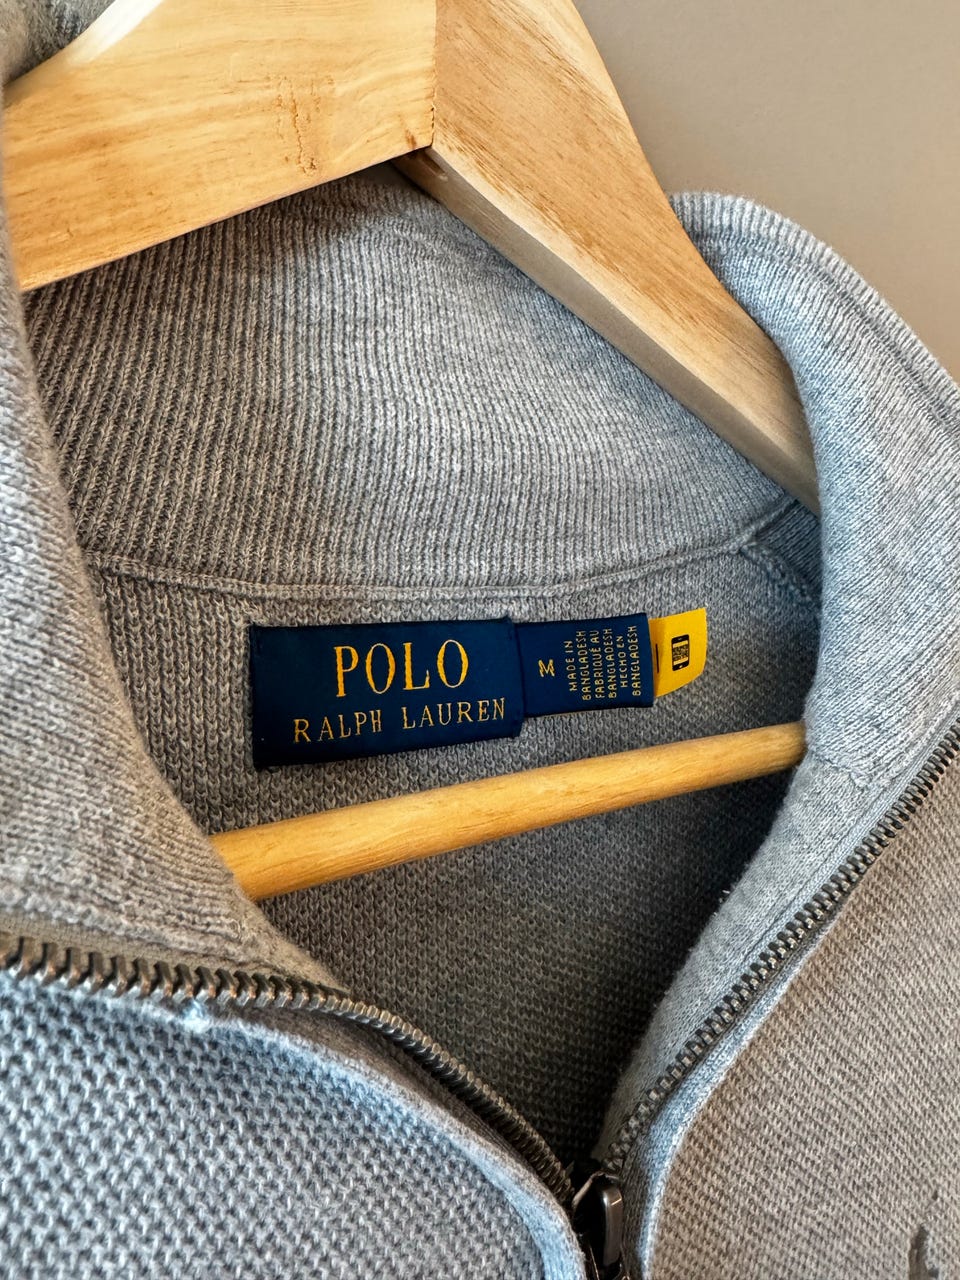 POLO
RALPH LAUREN
M
MADE IN
BANGLADESH
FABRIQUÉ AU
BANGLADESH
HECHO EN
BANGLADESH